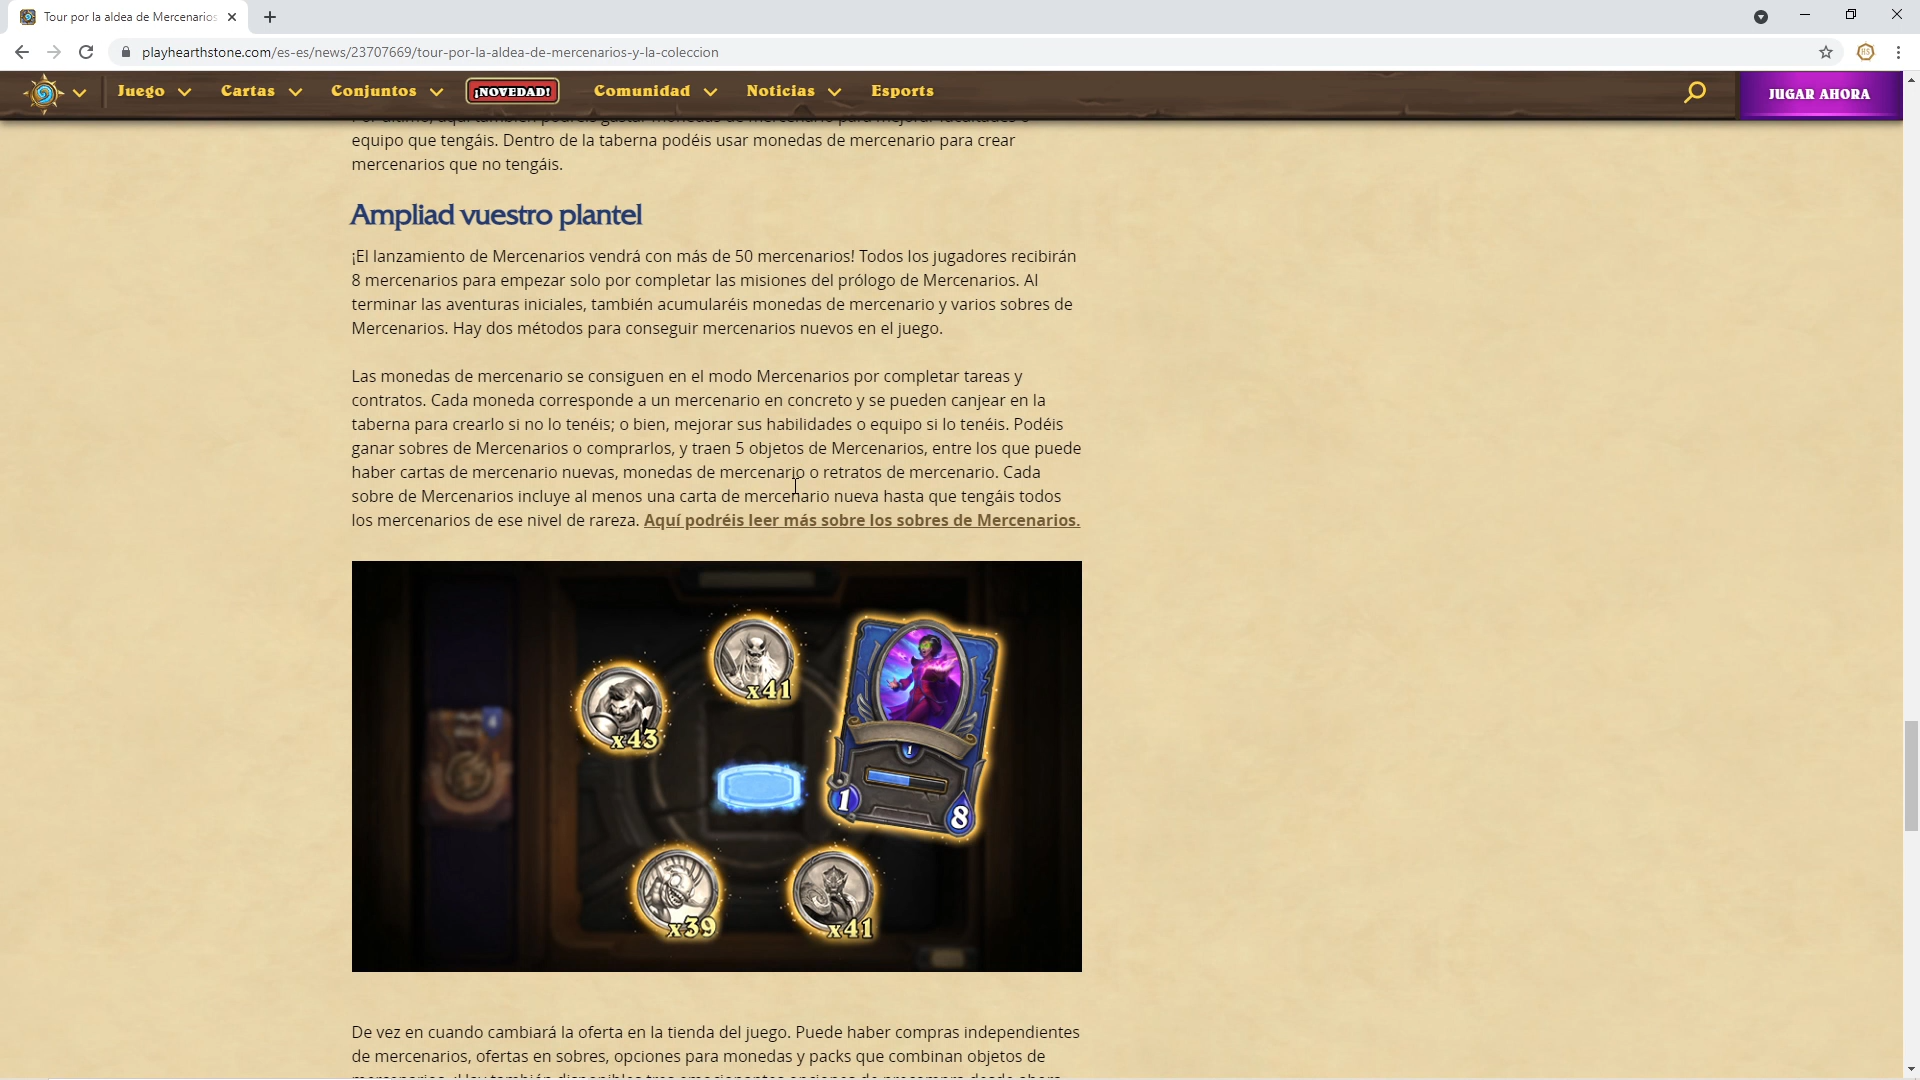 Tour por la aldea de Mercenarios
playhearthstone.com/es-es/news/23707669/tour-por-la-aldea-de-mercenarios-y-la-coleccion
Juego Cartas Conjuntos ¡NOVEDAD! Comunidad Noticias Esports JUGAR AHORA
equipo que tengáis. Dentro de la taberna podéis usar monedas de mercenario para crear
mercenarios que no tengáis.
Ampliad vuestro plantel
¡El lanzamiento de Mercenarios vendrá con más de 50 mercenarios! Todos los jugadores recibirán
8 mercenarios para empezar solo por completar las misiones del prólogo de Mercenarios. Al
terminar las aventuras iniciales, también acumularéis monedas de mercenario y varios sobres de
Mercenarios. Hay dos métodos para conseguir mercenarios nuevos en el juego.
Las monedas de mercenario se consiguen en el modo Mercenarios por completar tareas y
contratos. Cada moneda corresponde a un mercenario en concreto y se pueden canjear en la
taberna para crearlo si no lo tenéis; o bien, mejorar sus habilidades o equipo si lo tenéis. Podéis
ganar sobres de Mercenarios o comprarlos, y traen 5 objetos de Mercenarios, entre los que puede
haber cartas de mercenario nuevas, monedas de mercenario o retratos de mercenario. Cada
sobre de Mercenarios incluye al menos una carta de mercenario nueva hasta que tengáis todos
los mercenarios de ese nivel de rareza. Aquí podréis leer más sobre los sobres de Mercenarios.
x41
x43
1
1
8
x39
x41
De vez en cuando cambiará la oferta en la tienda del juego. Puede haber compras independientes
de mercenarios, ofertas en sobres, opciones para monedas y packs que combinan objetos de